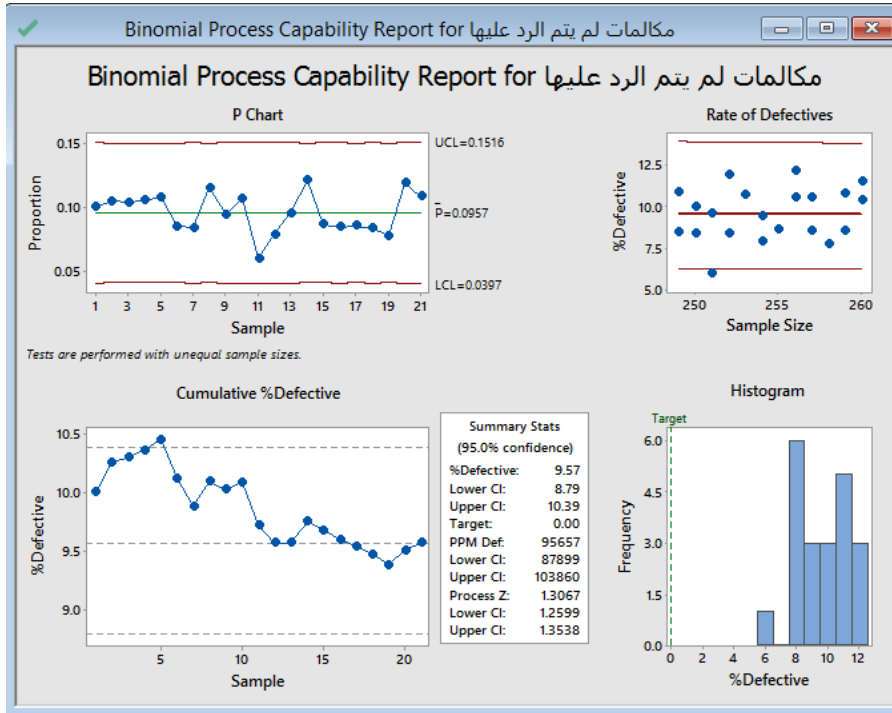 Binomial Process Capability Report for مكالمات لم يتم الرد عليها
Binomial Process Capability Report for مكالمات لم يتم الرد عليها
P Chart
Proportion
0.15
0.10
0.05
UCL=0.1516
P̄=0.0957
LCL=0.0397
1 3 5 7 9 11 13 15 17 19 21
Sample
Tests are performed with unequal sample sizes.
Rate of Defectives
%Defective
12.5
10.0
7.5
5.0
250 255 260
Sample Size
Cumulative %Defective
%Defective
10.5
10.0
9.5
9.0
5 10 15 20
Sample
Summary Stats
(95.0% confidence)
%Defective: 9.57
Lower CI: 8.79
Upper CI: 10.39
Target: 0.00
PPM Def: 95657
Lower CI: 87899
Upper CI: 103860
Process Z: 1.3067
Lower CI: 1.2599
Upper CI: 1.3538
Histogram
Target
Frequency
6.0
4.5
3.0
1.5
0.0
0 2 4 6 8 10 12
%Defective